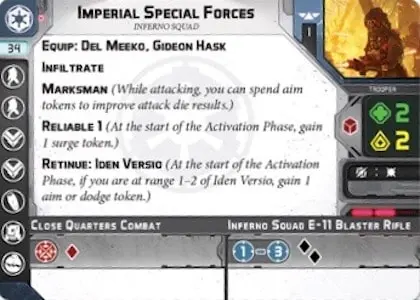 IMPERIAL SPECIAL FORCES
INFERNO SQUAD
34
EQUIP: DEL MEEKO, GIDEON HASK
INFILTRATE
MARKSMAN (While attacking, you can spend aim
tokens to improve attack die results.)
RELIABLE 1 (At the start of the Activation Phase, gain
1 surge token.)
RETINUE: IDEN VERSIO (At the start of the Activation
Phase, if you are at range 1–2 of Iden Versio, gain 1
aim or dodge token.)
1
TROOPER
2
2
CLOSE QUARTERS COMBAT
INFERNO SQUAD E-11 BLASTER RIFLE
1
3